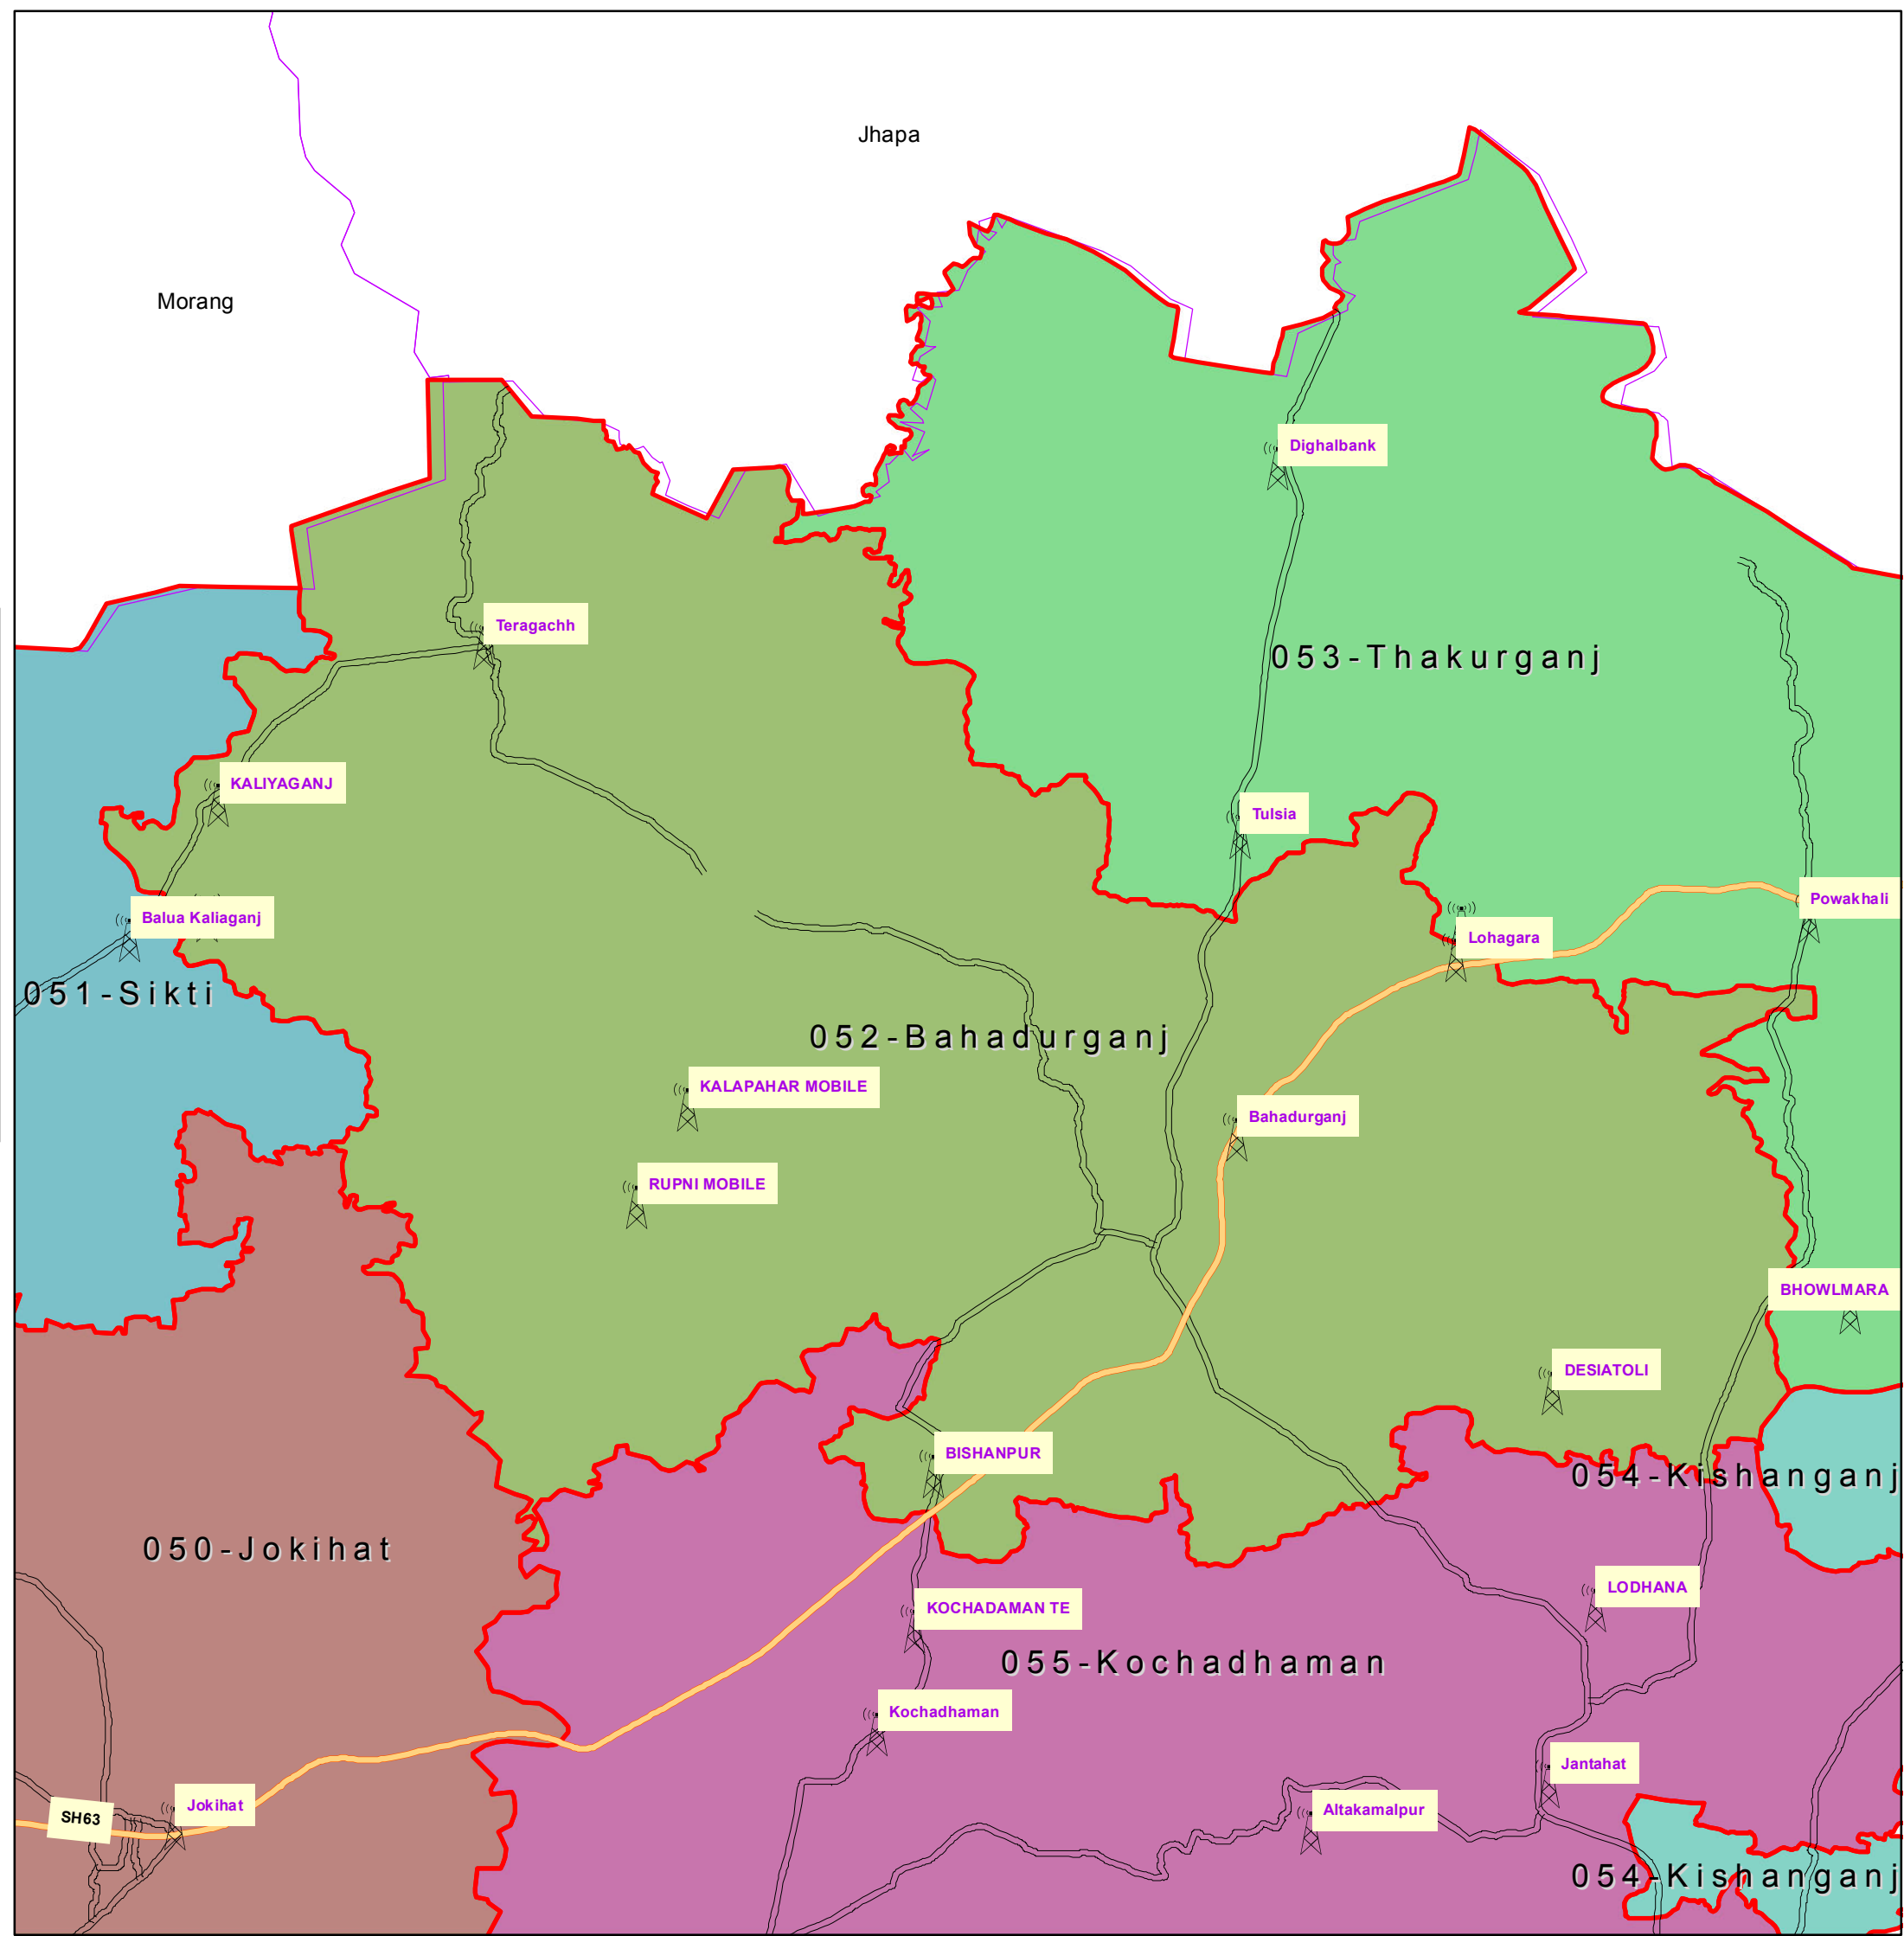 Jhapa
Morang
Dighalbank
Teragachh
053-Thakurganj
KALIYAGANJ
Tulsia
Powakhali
Balua Kaliaganj
Lohagara
051-Sikti
052-Bahadurganj
KALAPAHAR MOBILE
Bahadurganj
RUPNI MOBILE
BHOWLMARA
DESIATOLI
BISHANPUR
054-Kishanganj
050-Jokihat
LODHANA
KOCHADAMAN TE
055-Kochadhaman
Kochadhaman
Jantahat
Jokihat
Altakamalpur
SH63
054-Kishanganj